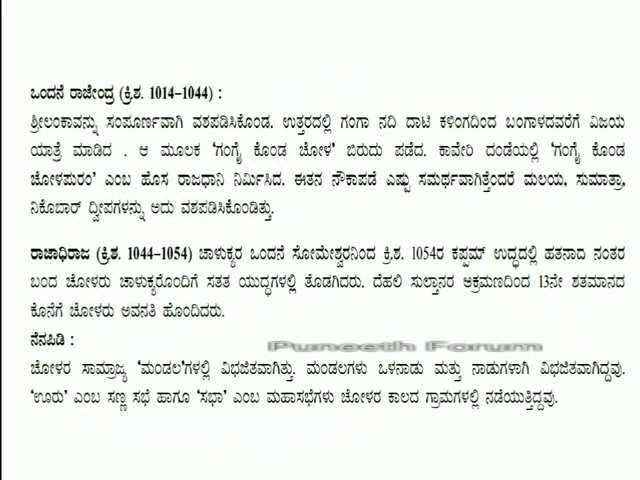 ಒಂದನೆ ರಾಜೇಂದ್ರ (ಕ್ರಿ.ಶ. 1014–1044) :
ಶ್ರೀಲಂಕಾವನ್ನು ಸಂಪೂರ್ಣವಾಗಿ ವಶಪಡಿಸಿಕೊಂಡ. ಉತ್ತರದಲ್ಲಿ ಗಂಗಾ ನದಿ ದಾಟಿ ಕಳಿಂಗದಿಂದ ಬಂಗಾಳದವರೆಗೆ ವಿಜಯ
ಯಾತ್ರೆ ಮಾಡಿದ . ಆ ಮೂಲಕ ‘ಗಂಗೈ ಕೊಂಡ ಚೋಳ’ ಬಿರುದು ಪಡೆದ. ಕಾವೇರಿ ದಂಡೆಯಲ್ಲಿ ‘ಗಂಗೈ ಕೊಂಡ
ಚೋಳಪುರಂ’ ಎಂಬ ಹೊಸ ರಾಜಧಾನಿ ನಿರ್ಮಿಸಿದ. ಈತನ ನೌಕಾಪಡೆ ಎಷ್ಟು ಸಮರ್ಥವಾಗಿತ್ತೆಂದರೆ ಮಲಯ, ಸುಮಾತ್ರಾ,
ನಿಕೊಬಾರ್ ದ್ವೀಪಗಳನ್ನು ಅದು ವಶಪಡಿಸಿಕೊಂಡಿತ್ತು.
ರಾಜಾಧಿರಾಜ (ಕ್ರಿ.ಶ. 1044–1054) ಚಾಳುಕ್ಯರ ಒಂದನೆ ಸೋಮೇಶ್ವರನಿಂದ ಕ್ರಿ.ಶ. 1054ರ ಕಪ್ಪಮ್ ಉದ್ಧದಲ್ಲಿ ಹತನಾದ ನಂತರ
ಬಂದ ಚೋಳರು ಚಾಳುಕ್ಯರೊಂದಿಗೆ ಸತತ ಯುದ್ಧಗಳಲ್ಲಿ ತೊಡಗಿದರು. ದೆಹಲಿ ಸುಲ್ತಾನರ ಆಕ್ರಮಣದಿಂದ 13ನೇ ಶತಮಾನದ
ಕೊನೆಗೆ ಚೋಳರು ಅವನತಿ ಹೊಂದಿದರು.
ನೆನಪಿಡಿ :
Puneeth Forum
ಚೋಳರ ಸಾಮ್ರಾಜ್ಯ ‘ಮಂಡಲ’ಗಳಲ್ಲಿ ವಿಭಜಿತವಾಗಿತ್ತು. ಮಂಡಲಗಳು ಒಳನಾಡು ಮತ್ತು ನಾಡುಗಳಾಗಿ ವಿಭಜಿತವಾಗಿದ್ದವು.
‘ಊರು’ ಎಂಬ ಸಣ್ಣ ಸಭೆ ಹಾಗೂ ‘ಸಭಾ’ ಎಂಬ ಮಹಾಸಭೆಗಳು ಚೋಳರ ಕಾಲದ ಗ್ರಾಮಗಳಲ್ಲಿ ನಡೆಯುತ್ತಿದ್ದವು.